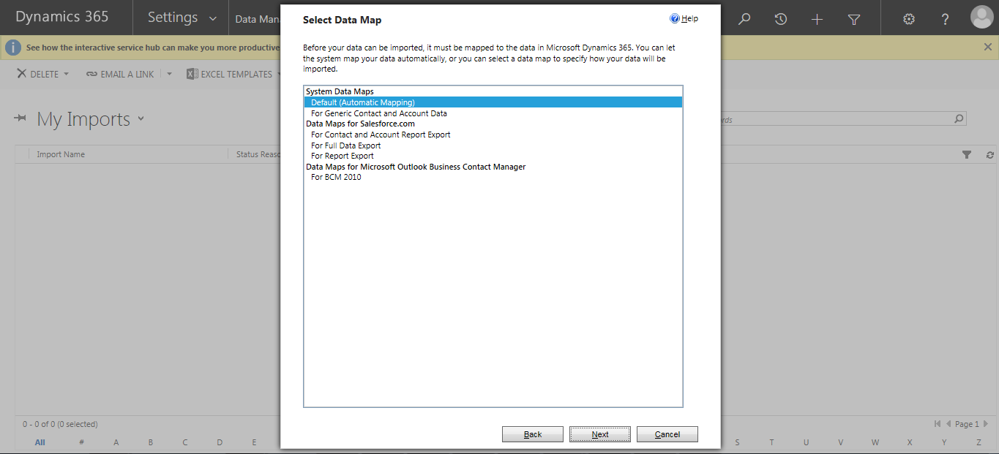 Dynamics 365
Settings
Data Man
See how the interactive service hub can make you more productive
DELETE
EMAIL A LINK
EXCEL TEMPLATES
My Imports
Import Name
Status Reaso
0 - 0 of 0 (0 selected)
All # A B C D E
Select Data Map
Help
Before your data can be imported, it must be mapped to the data in Microsoft Dynamics 365. You can let
the system map your data automatically, or you can select a data map to specify how your data will be
imported.
System Data Maps
Default (Automatic Mapping)
For Generic Contact and Account Data
Data Maps for Salesforce.com
For Contact and Account Report Export
For Full Data Export
For Report Export
Data Maps for Microsoft Outlook Business Contact Manager
For BCM 2010
Back
Next
Cancel
?
rds
Page 1
S T U V W X Y Z